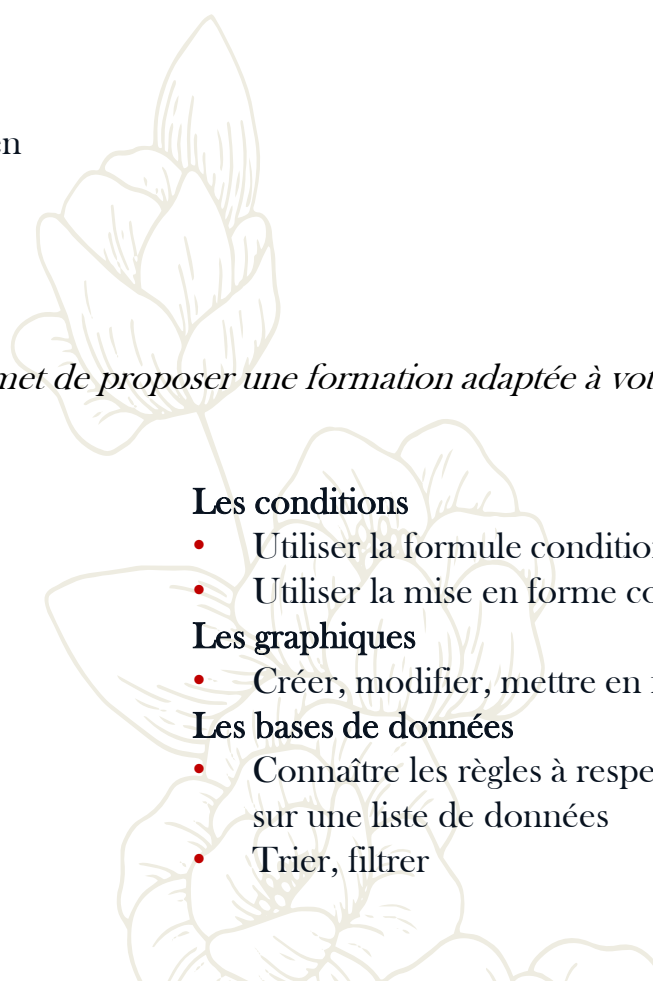 en
met de proposer une formation adaptée à vot
Les conditions
• Utiliser la formule conditio
• Utiliser la mise en forme co
Les graphiques
• Créer, modifier, mettre en
Les bases de données
• Connaître les règles à respe
sur une liste de données
• Trier, filtrer